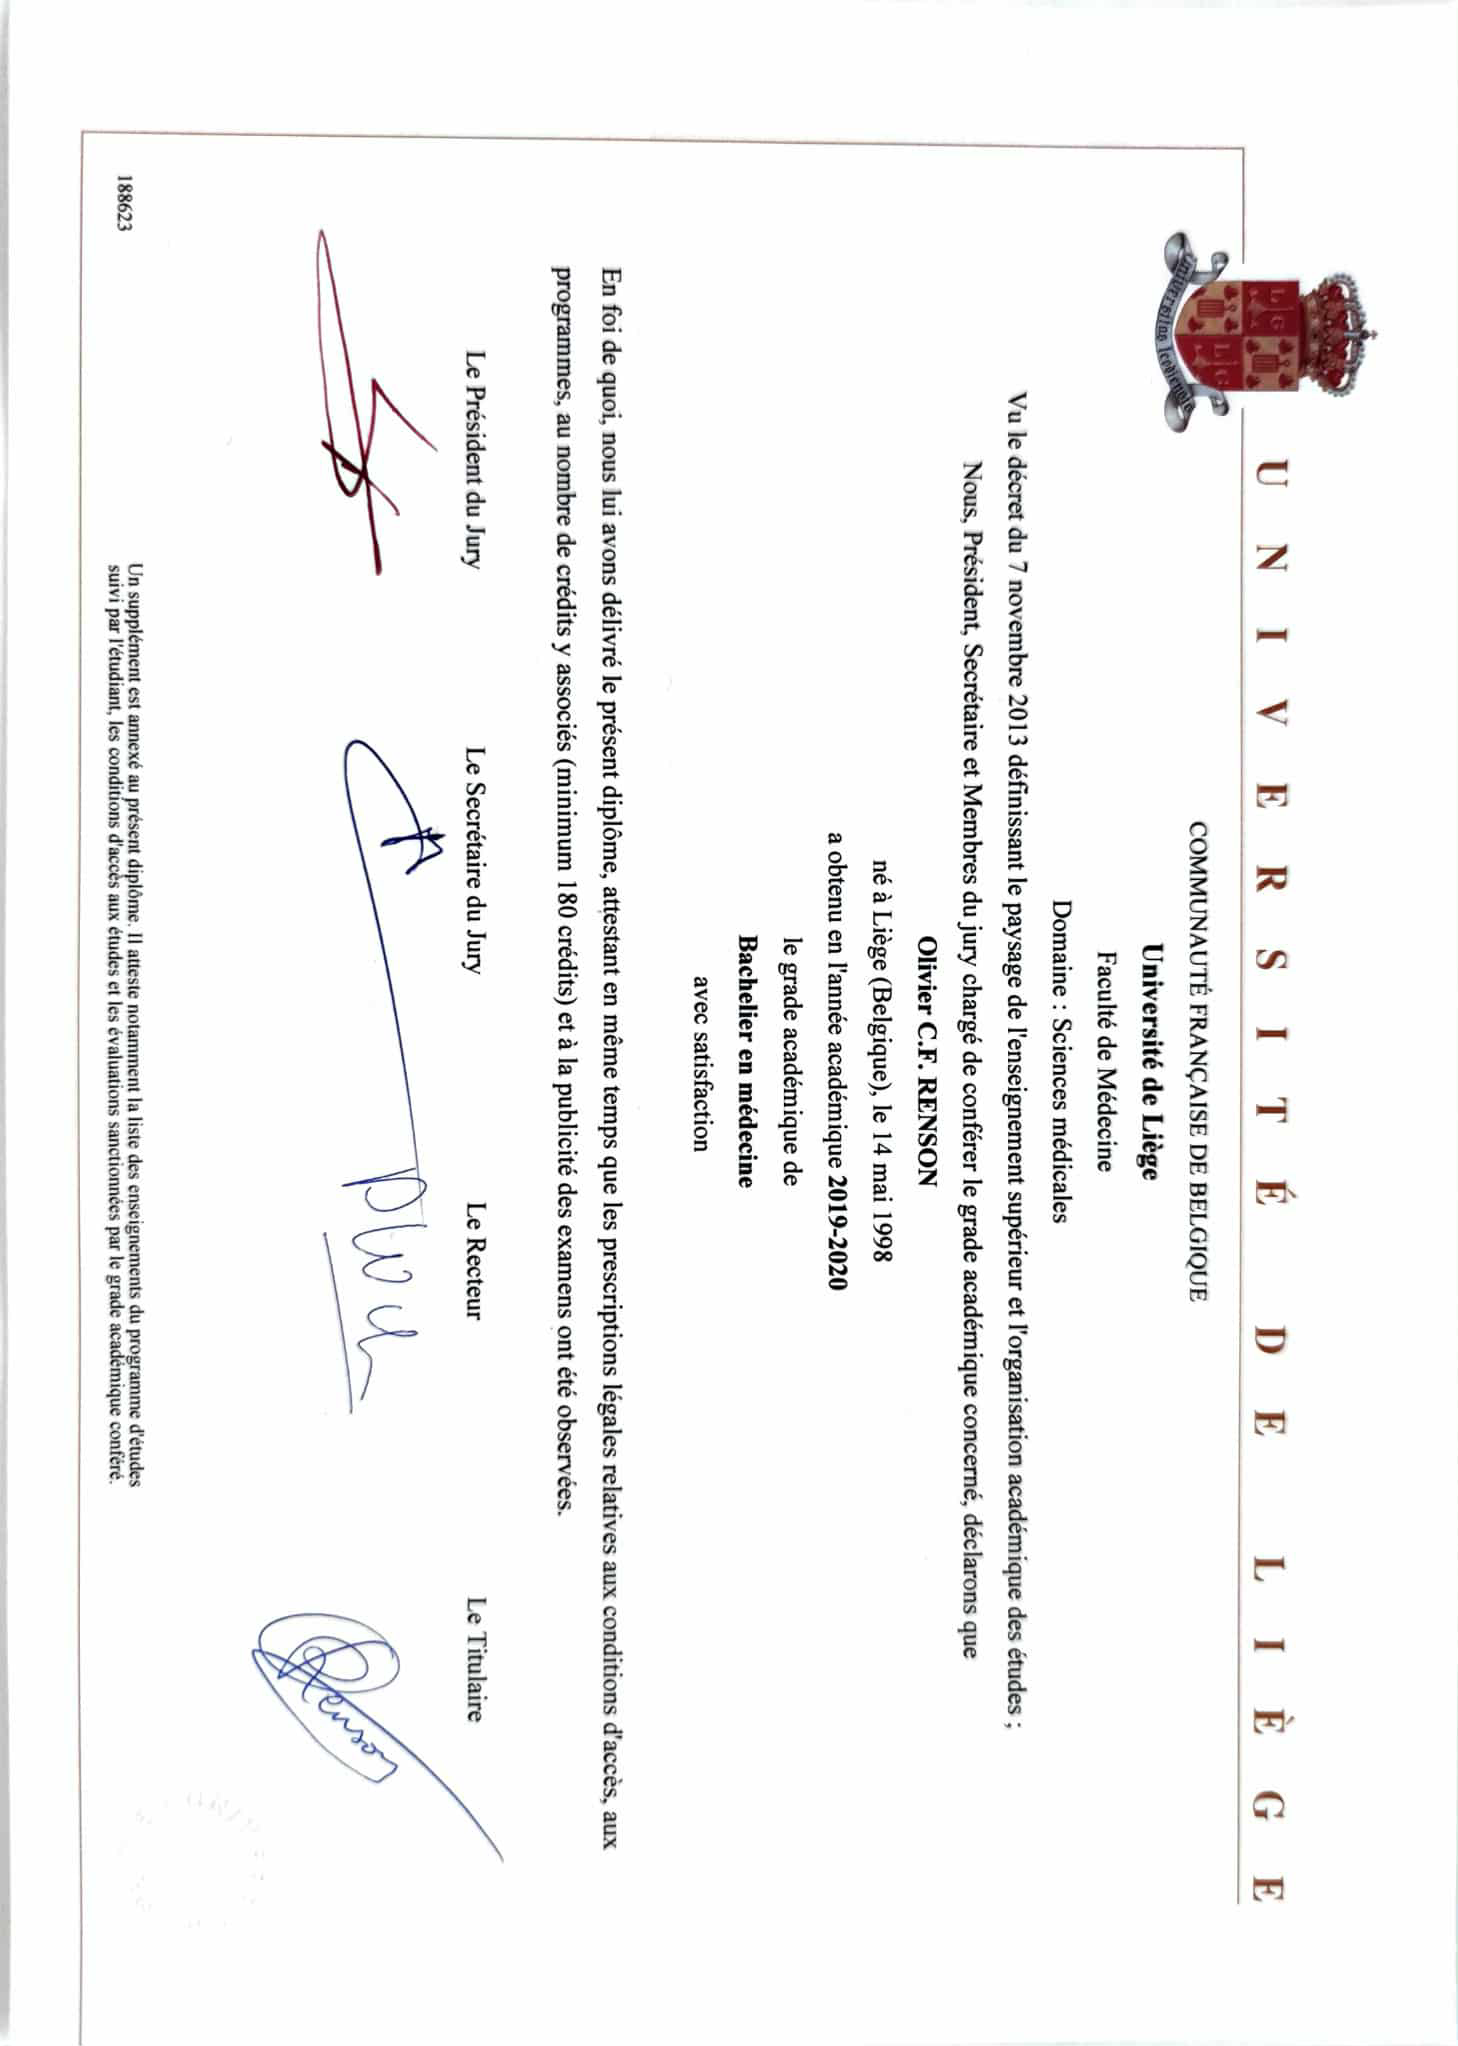 UNIVERSITÉ DE LIÈGE
Universitas Leodiensis
COMMUNAUTÉ FRANÇAISE DE BELGIQUE
Université de Liège
Faculté de Médecine
Domaine : Sciences médicales
Vu le décret du 7 novembre 2013 définissant le paysage de l'enseignement supérieur et l'organisation académique des études ;
Nous, Président, Secrétaire et Membres du jury chargé de conférer le grade académique concerné, déclarons que
Olivier C.F. RENSON
né à Liège (Belgique), le 14 mai 1998
a obtenu en l'année académique 2019-2020
le grade académique de
Bachelier en médecine
avec satisfaction
En foi de quoi, nous lui avons délivré le présent diplôme, attestant en même temps que les prescriptions légales relatives aux conditions d'accès, aux
programmes, au nombre de crédits y associés (minimum 180 crédits) et à la publicité des examens ont été observées.
Le Président du Jury
Le Secrétaire du Jury
Le Recteur
Le Titulaire
Renson
188623
Un supplément est annexé au présent diplôme. Il atteste notamment la liste des enseignements du programme d'études
suivi par l'étudiant, les conditions d'accès aux études et les évaluations sanctionnées par le grade académique conféré.